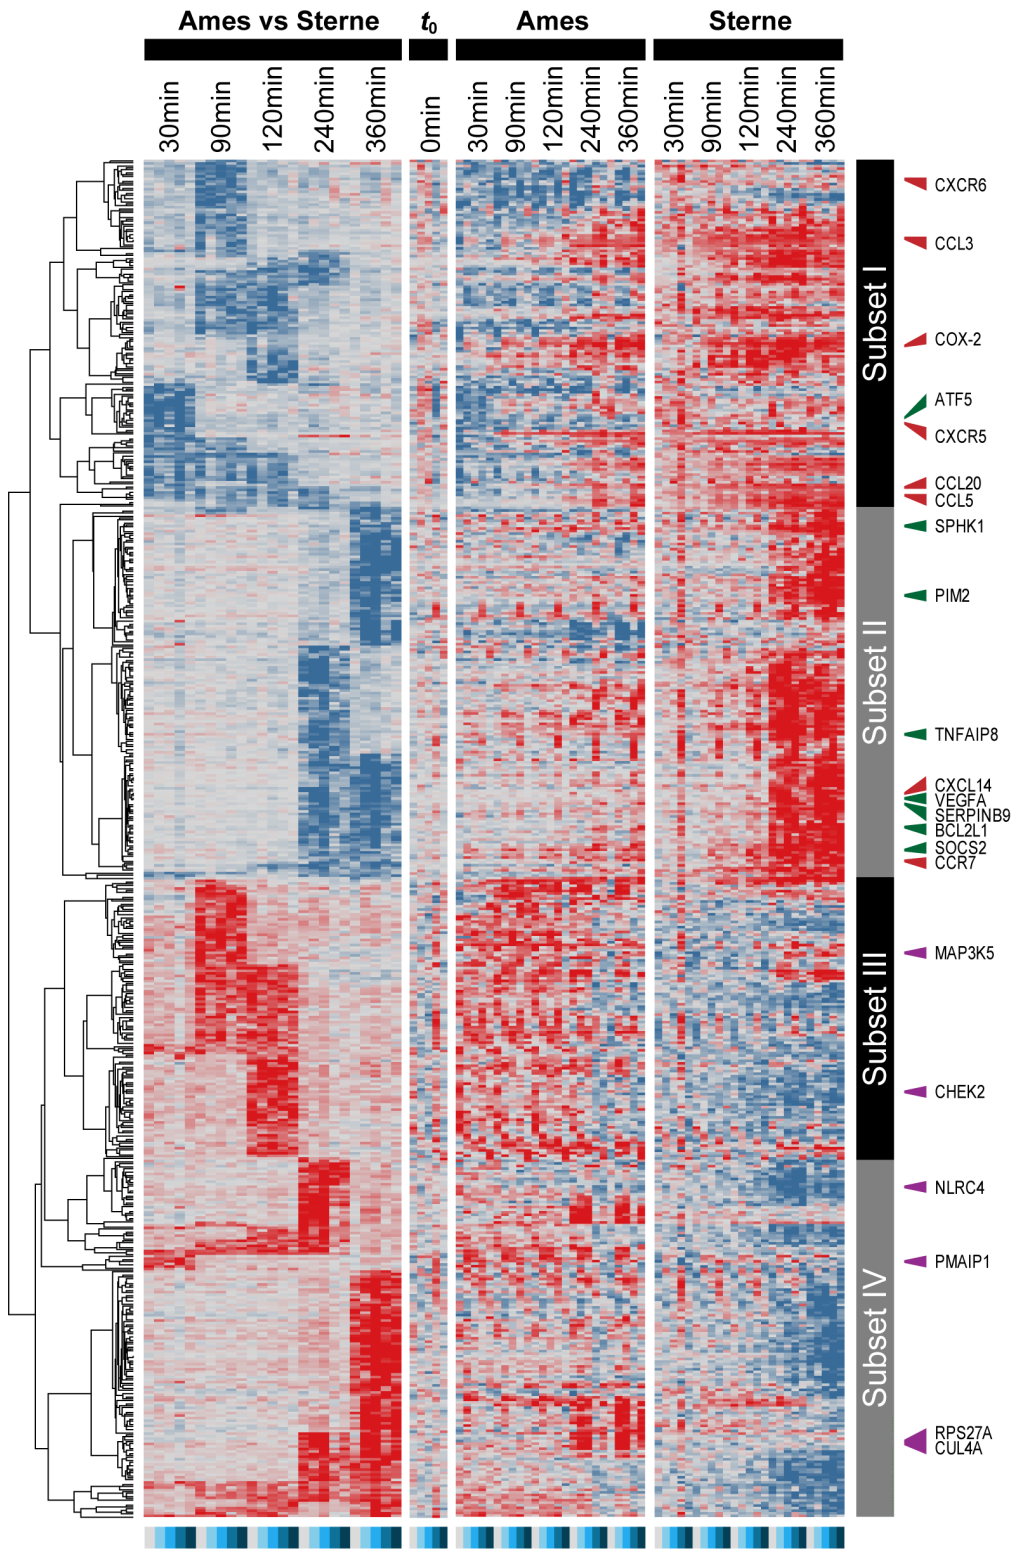 Ames vs Sterne
t0
Ames
Sterne
30min
90min
120min
240min
360min
0min
30min
90min
120min
240min
360min
30min
90min
120min
240min
360min
Subset I
Subset II
Subset III
Subset IV
CXCR6
CCL3
COX-2
ATF5
CXCR5
CCL20
CCL5
SPHK1
PIM2
TNFAIP8
CXCL14
VEGFA
SERPINB9
BCL2L1
SOCS2
CCR7
MAP3K5
CHEK2
NLRC4
PMAIP1
RPS27A
CUL4A